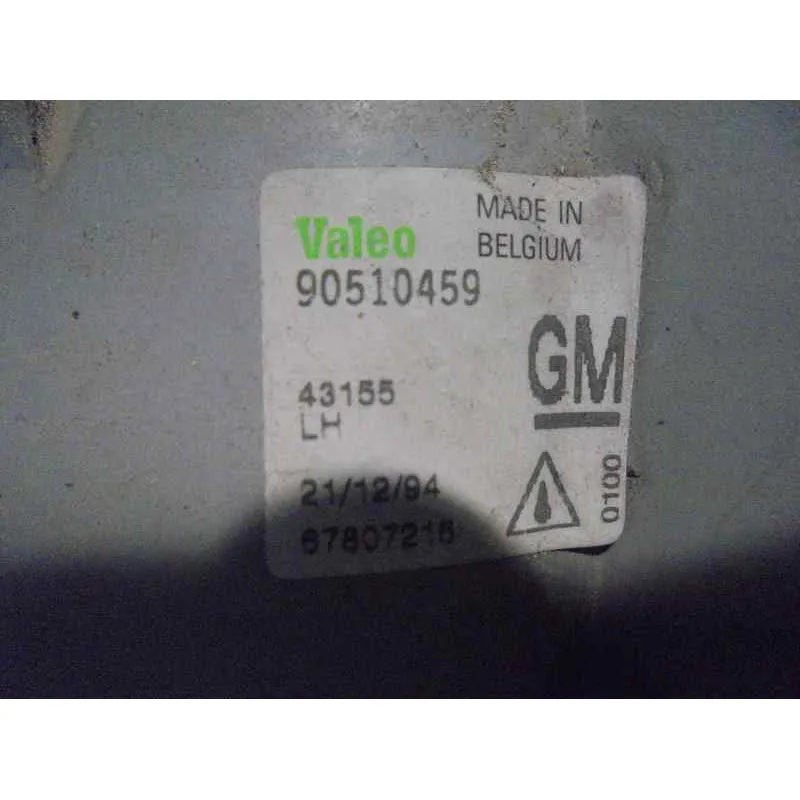 Valeo
MADE IN
BELGIUM
90510459
GM
43155
LH
21/12/94
67807215
0100